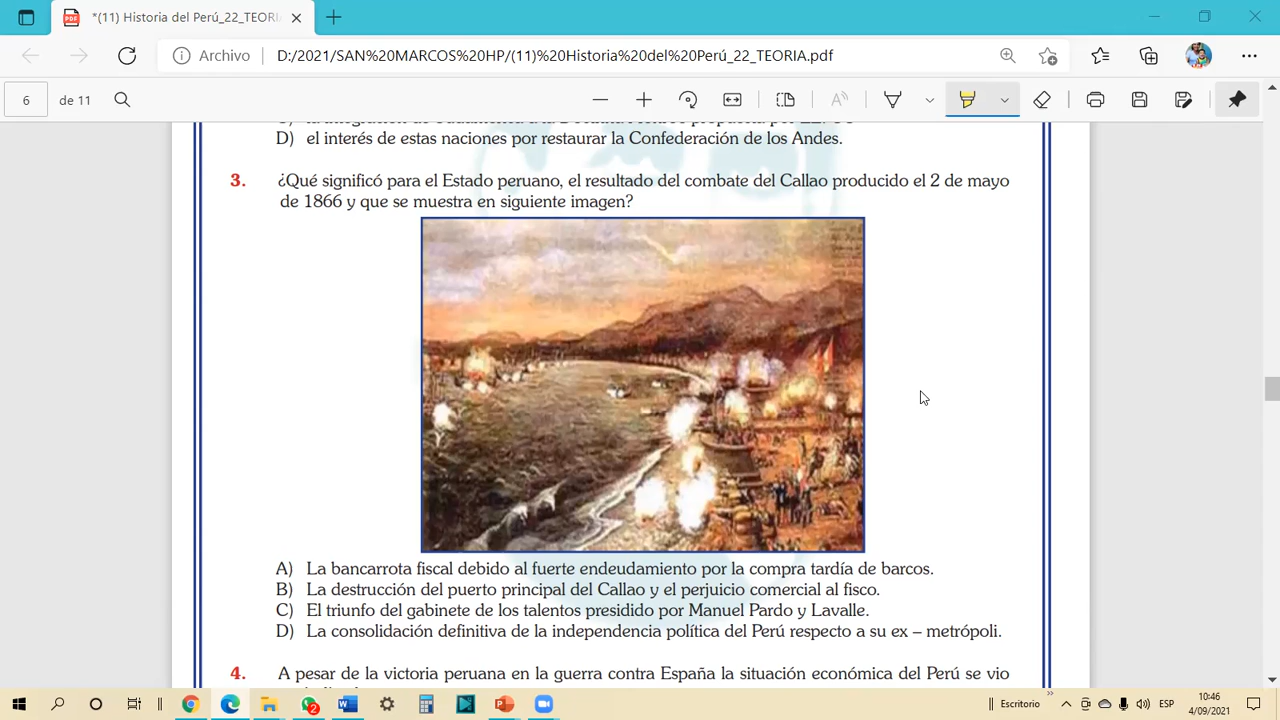 *(11) Historia del Perú_22_TEORI
Archivo
D:/2021/SAN%20MARCOS%20HP/(11)%20Historia%20del%20Perú_22_TEORIA.pdf
6 de 11
D) el interés de estas naciones por restaurar la Confederación de los Andes.
3. ¿Qué significó para el Estado peruano, el resultado del combate del Callao producido el 2 de mayo
de 1866 y que se muestra en siguiente imagen?
A) La bancarrota fiscal debido al fuerte endeudamiento por la compra tardía de barcos.
B) La destrucción del puerto principal del Callao y el perjuicio comercial al fisco.
C) El triunfo del gabinete de los talentos presidido por Manuel Pardo y Lavalle.
D) La consolidación definitiva de la independencia política del Perú respecto a su ex – metrópoli.
4. A pesar de la victoria peruana en la guerra contra España la situación económica del Perú se vio
Escritorio
ESP
10:46
4/09/2021